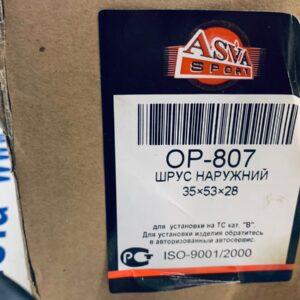 ASVA
SPORT
OP-807
ШРУС НАРУЖНИЙ
35×53×28
для установки на ТС кат. "В".
Для установки изделия обратитесь
в авторизованный автосервис.
РСТ ISO-9001/2000